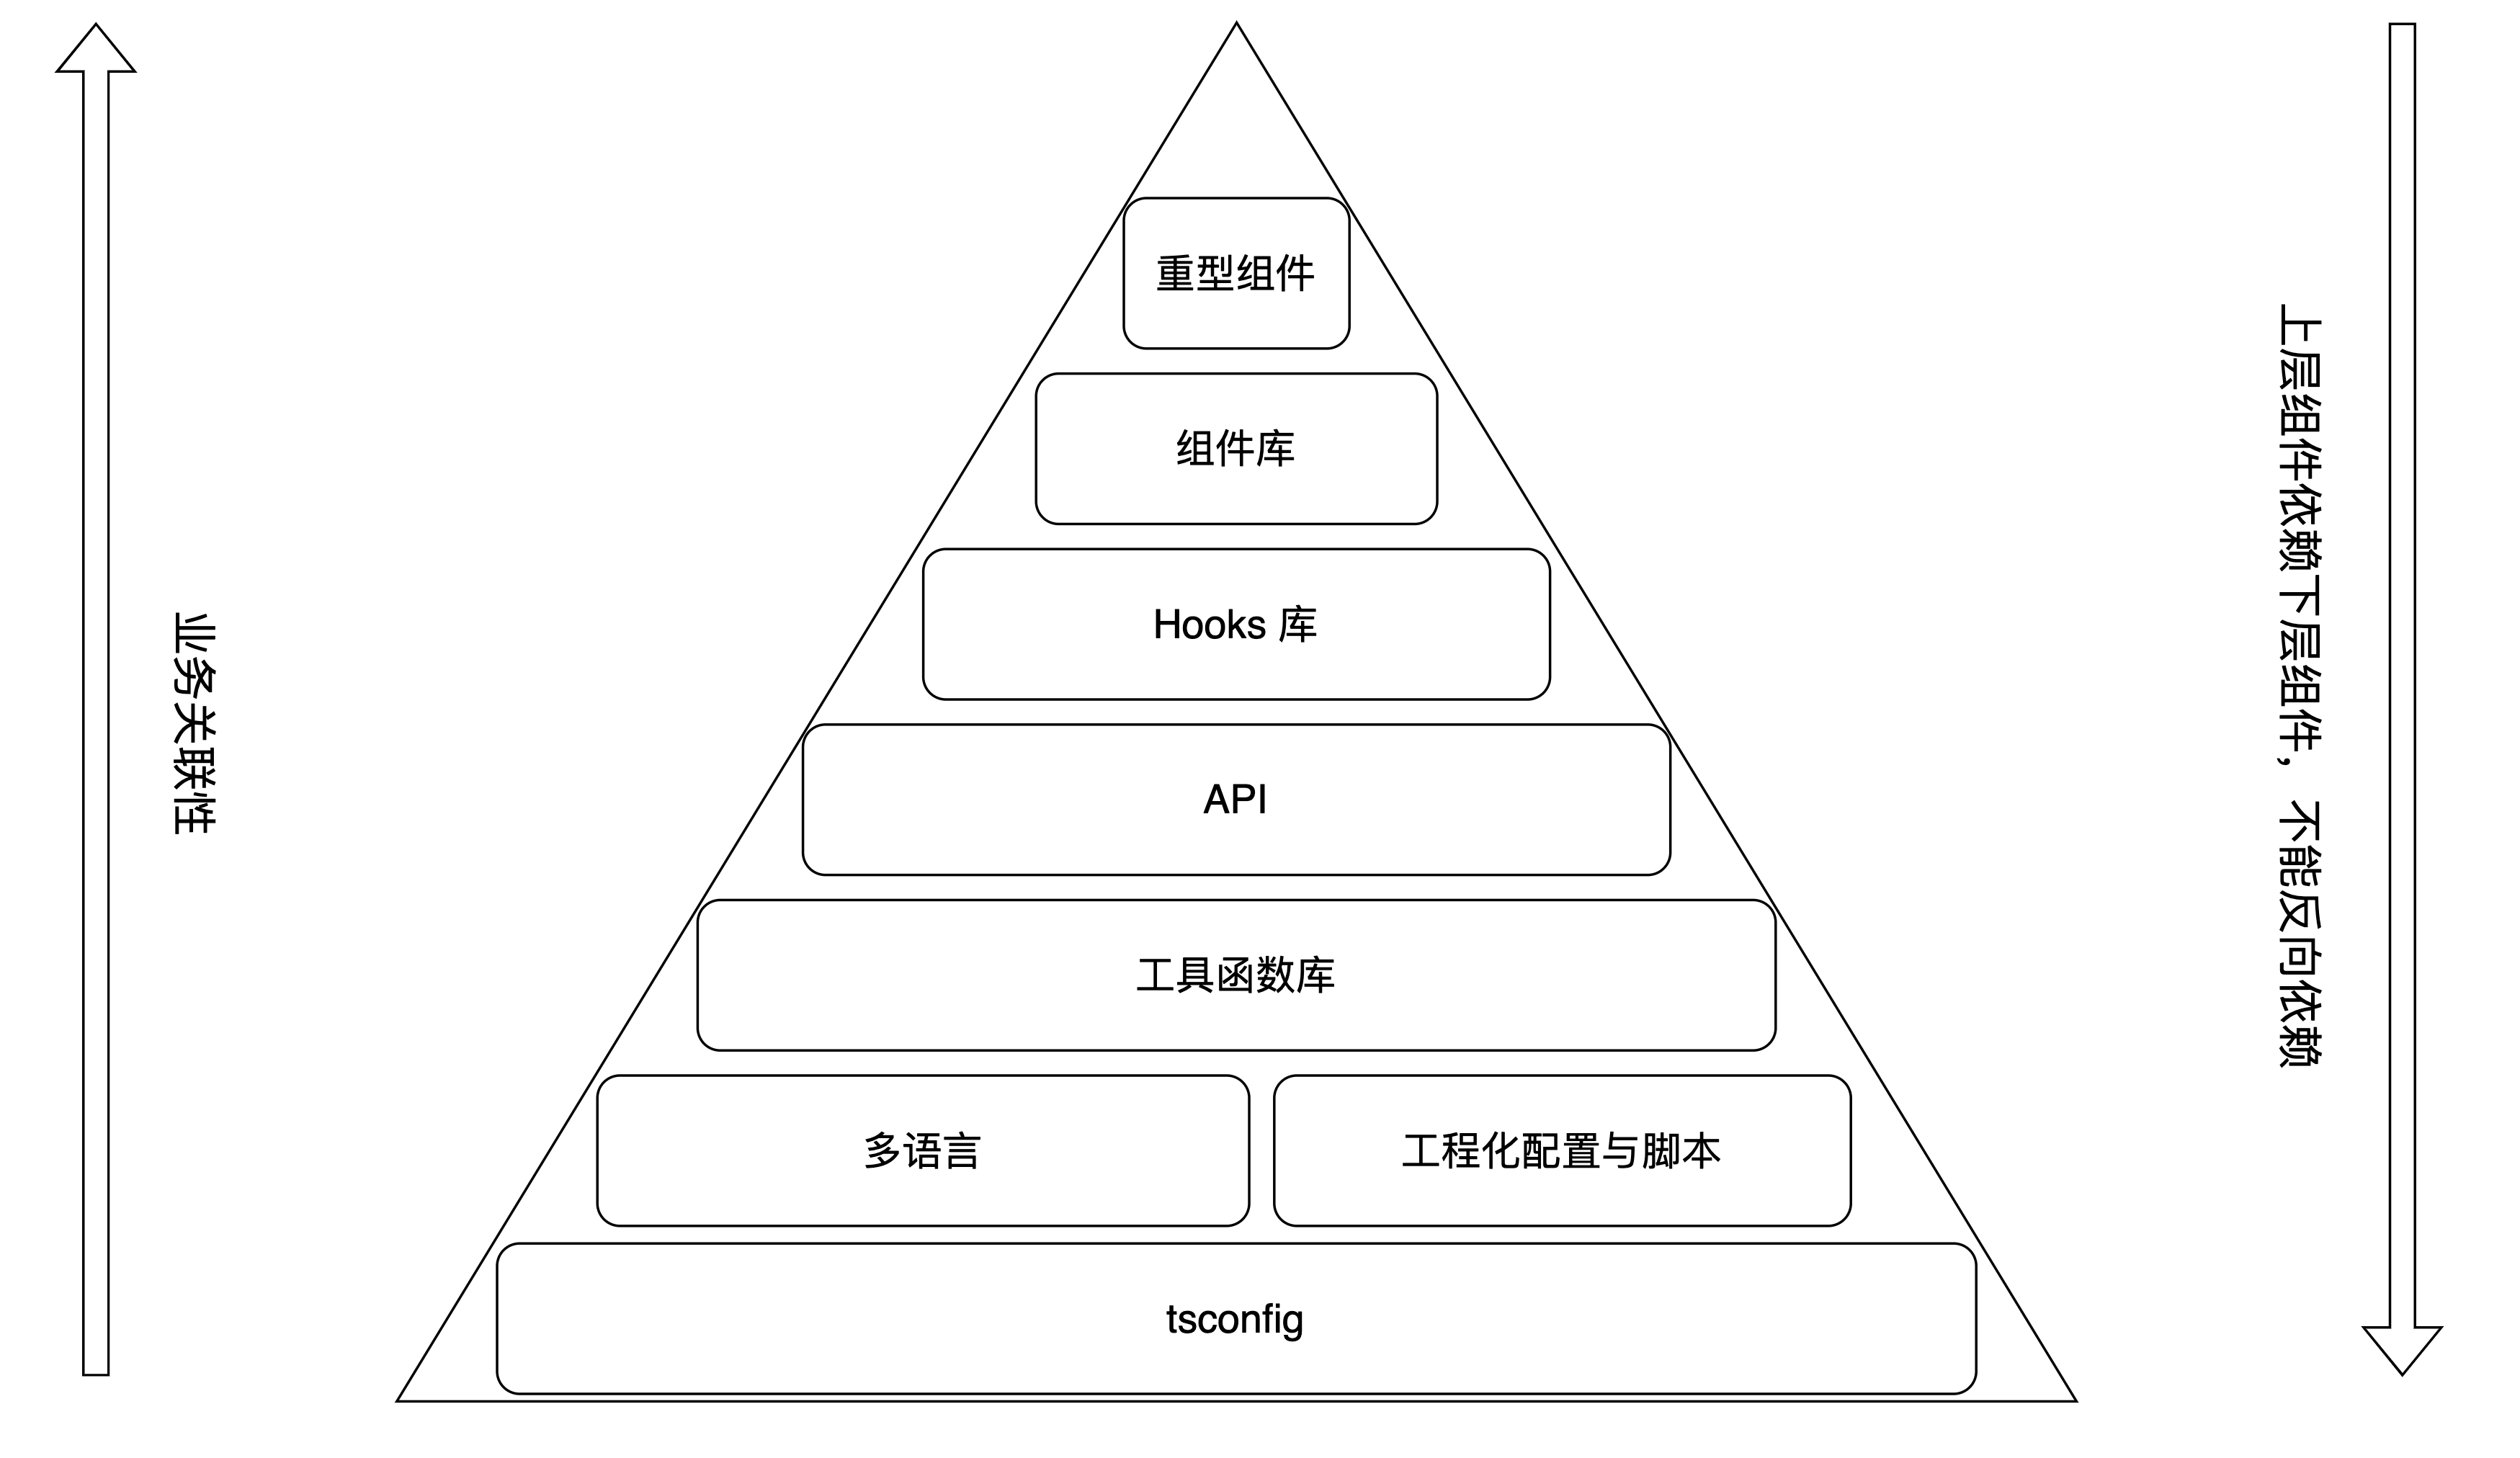 重型组件
组件库
Hooks 库
API
工具函数库
多语言
工程化配置与脚本
tsconfig
业务关联性
上层组件依赖下层组件，不能反向依赖